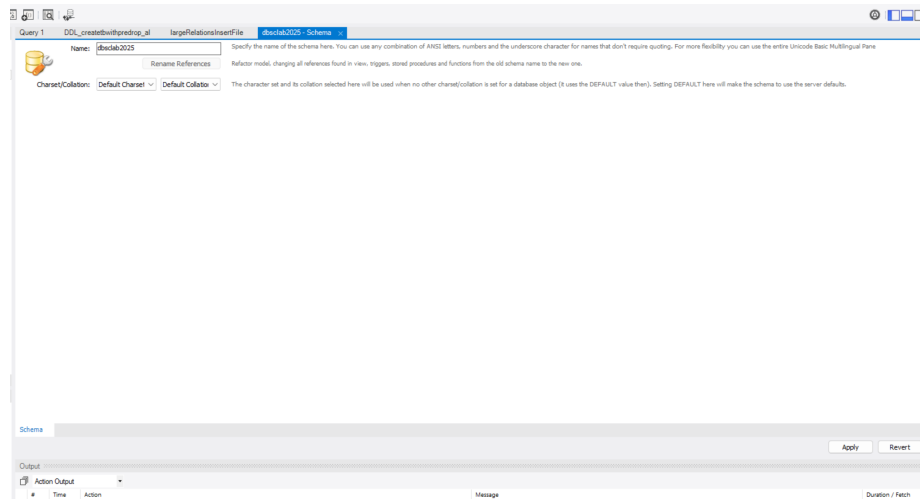 Query 1 DDL_createtbwithpredrop_al largeRelationsInsertFile dbsclab2025 - Schema
Name: dbsclab2025 Specify the name of the schema here. You can use any combination of ANSI letters, numbers and the underscore character for names that don't require quoting. For more flexibility you can use the entire Unicode Basic Multilingual Pane
Rename References Refactor model, changing all references found in view, triggers, stored procedures and functions from the old schema name to the new one.
Charset/Collation: Default Charset Default Collation The character set and its collation selected here will be used when no other charset/collation is set for a database object (it uses the DEFAULT value then). Setting DEFAULT here will make the schema to use the server defaults.
Schema
Apply Revert
Output
Action Output
# Time Action Message Duration / Fetch